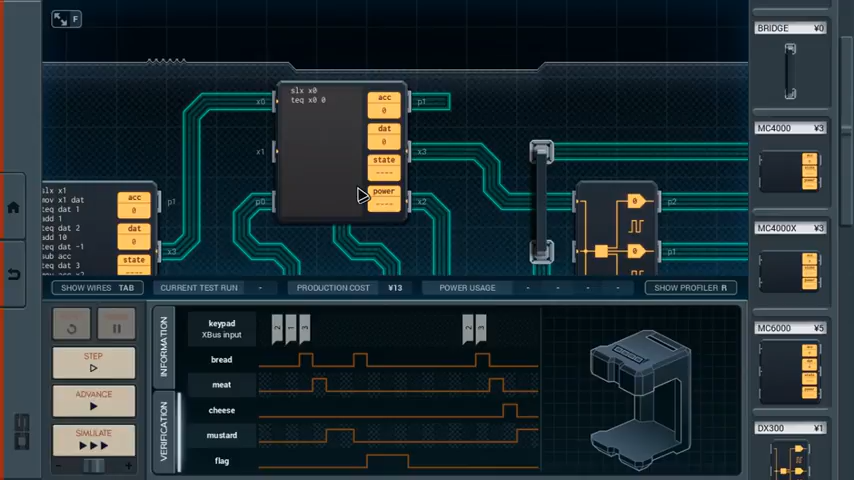 F
BRIDGE ¥0
slx x0
teq x0 0
x0
x1
p0
acc
0
dat
0
state
----
power
----
p1
x3
x2
MC4000 ¥3
slx x1
mov x1 dat
teq dat 1
add 1
teq dat 2
add 10
teq dat -1
sub acc
teq dat 3
acc
0
dat
0
state
p1
x3
0
0
p2
p1
MC4000X ¥3
SHOW WIRES TAB
CURRENT TEST RUN -
PRODUCTION COST ¥13
POWER USAGE - - - -
SHOW PROFILER R
STEP
ADVANCE
SIMULATE
- +
INFORMATION
VERIFICATION
keypad
XBus input
2 1 3 2 3
bread
meat
cheese
mustard
flag
MC6000 ¥5
DX300 ¥1